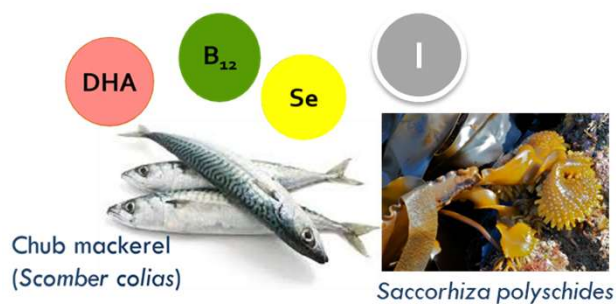 DHA
B₁₂
Se
I
Chub mackerel
(Scomber colias)
Saccorhiza polyschides